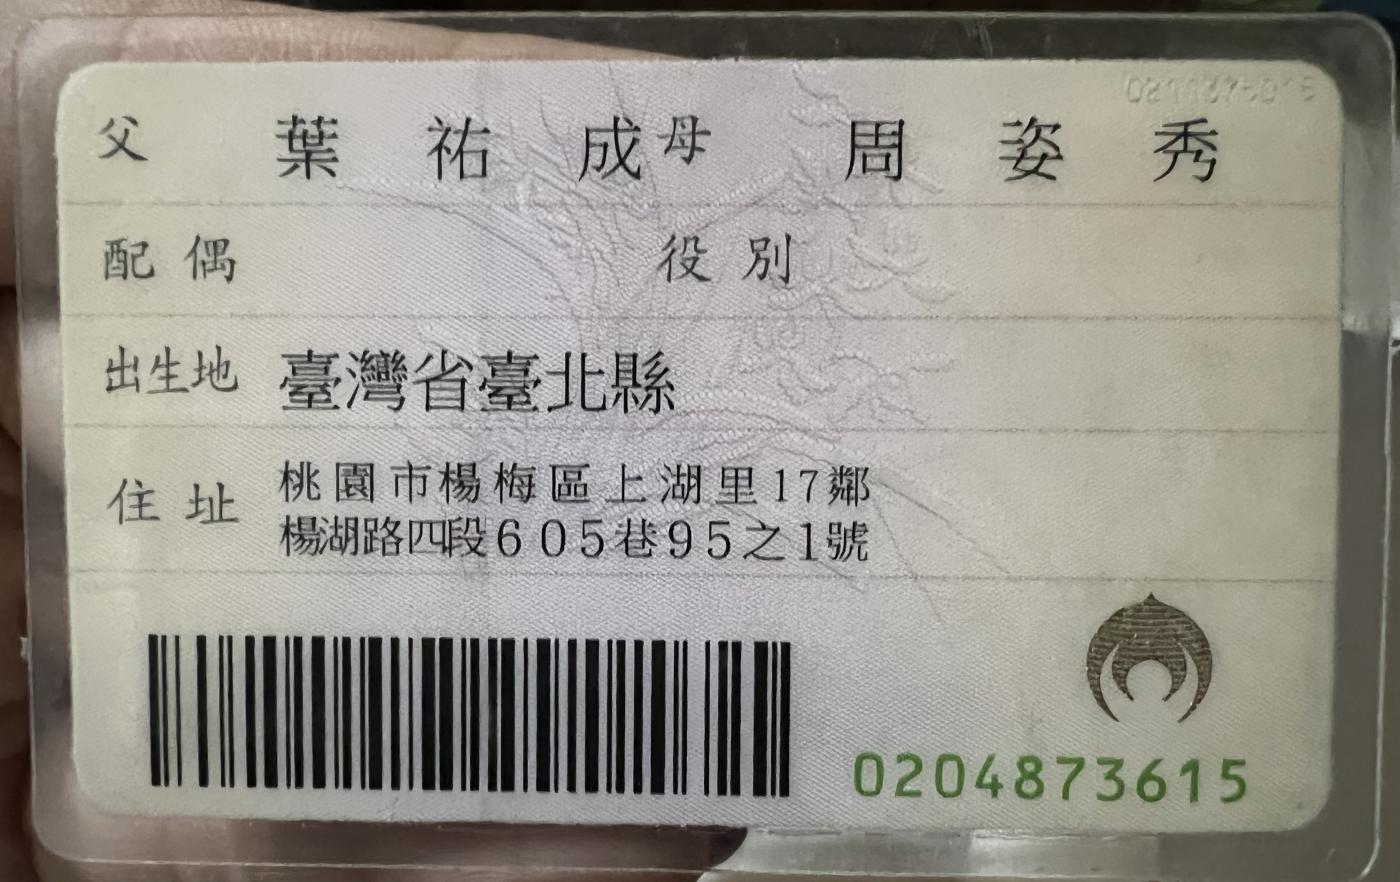 父 葉祐成 母 周姿秀
配偶 役別
出生地 臺灣省臺北縣
住址 桃園市楊梅區上湖里17鄰
楊湖路四段605巷95之1號
0204873615